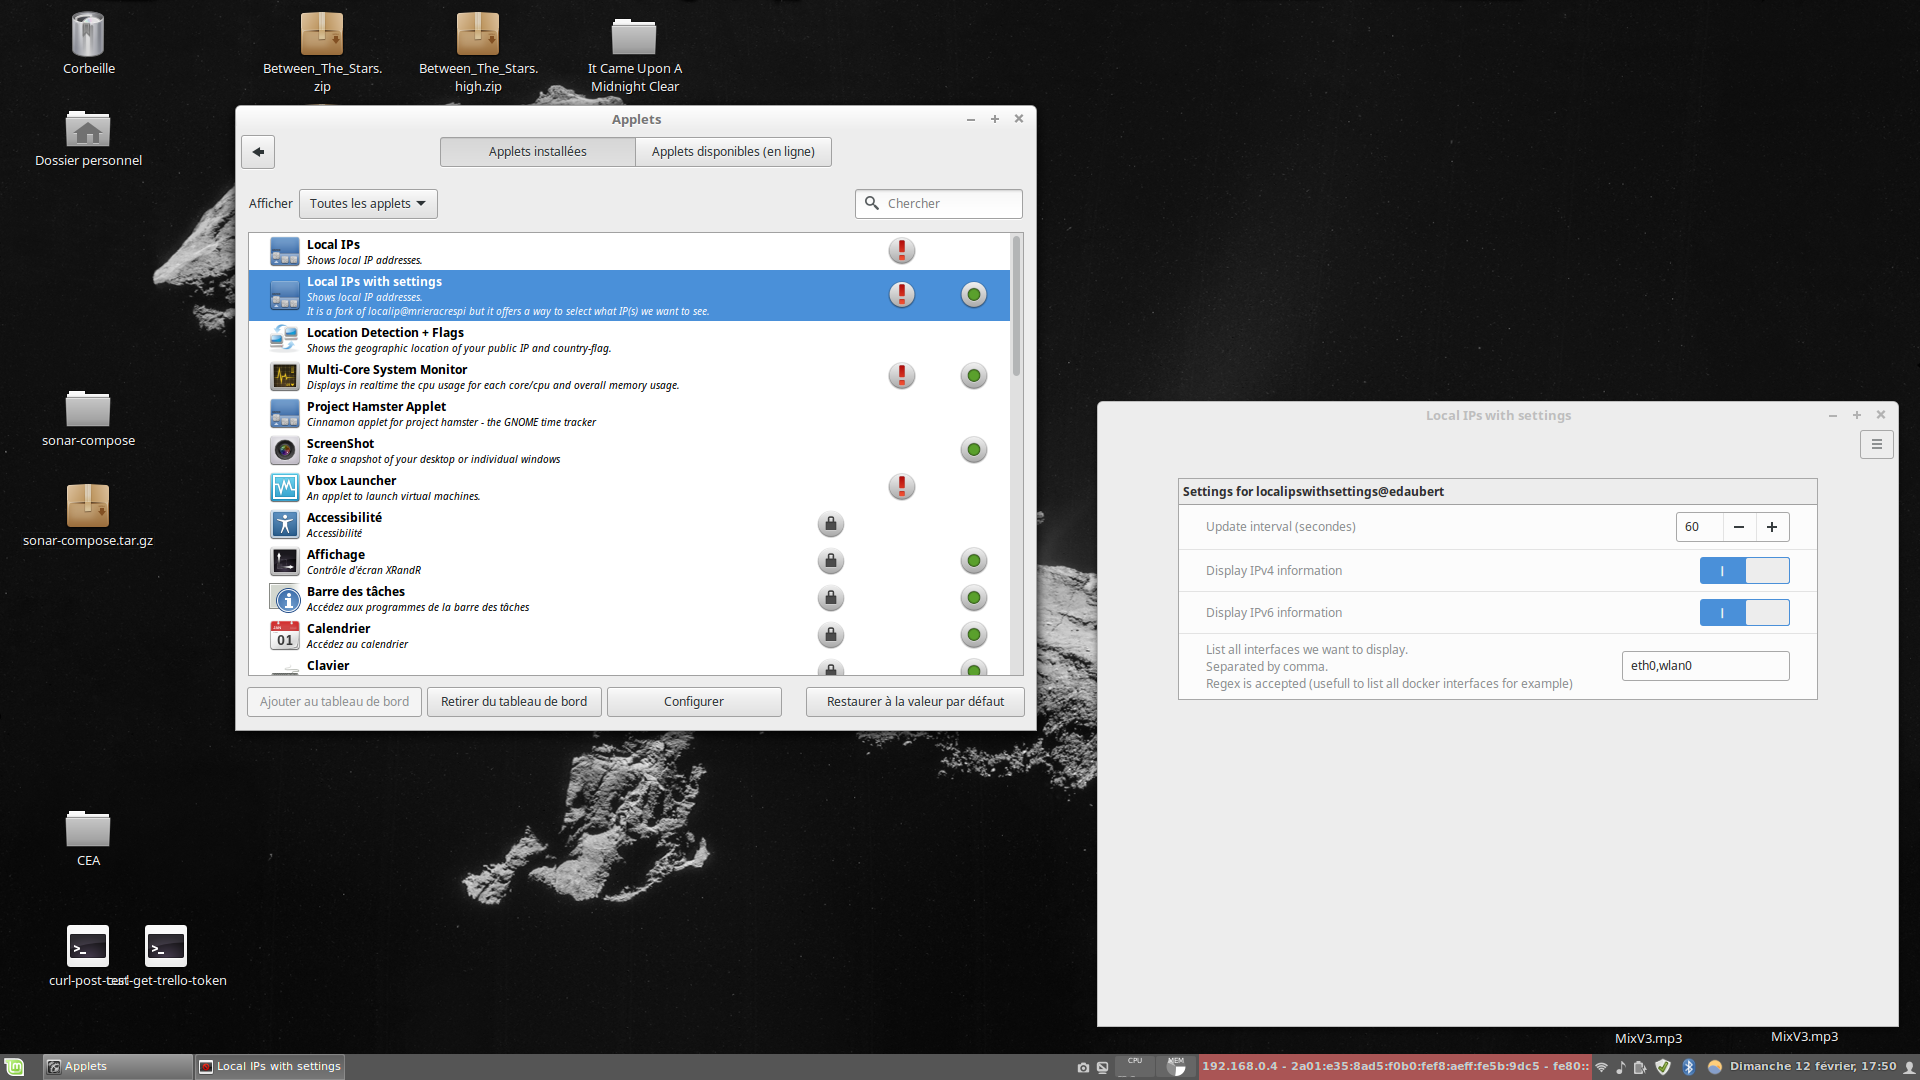 Corbeille
Between_The_Stars.
zip
Between_The_Stars.
high.zip
It Came Upon A
Midnight Clear
Dossier personnel
sonar-compose
sonar-compose.tar.gz
CEA
curl-post-test
curl-get-trello-token
Applets
Applets installées
Applets disponibles (en ligne)
Afficher
Toutes les applets
Chercher
Local IPs
Shows local IP addresses.
Local IPs with settings
Shows local IP addresses.
It is a fork of localip@mrieracrespi but it offers a way to select what IP(s) we want to see.
Location Detection + Flags
Shows the geographic location of your public IP and country-flag.
Multi-Core System Monitor
Displays in realtime the cpu usage for each core/cpu and overall memory usage.
Project Hamster Applet
Cinnamon applet for project hamster - the GNOME time tracker
ScreenShot
Take a snapshot of your desktop or individual windows
Vbox Launcher
An applet to launch virtual machines.
Accessibilité
Accessibilité
Affichage
Contrôle d'écran XRandR
Barre des tâches
Accédez aux programmes de la barre des tâches
01
Calendrier
Accédez au calendrier
Clavier
Ajouter au tableau de bord
Retirer du tableau de bord
Configurer
Restaurer à la valeur par défaut
Local IPs with settings
Settings for localipswithsettings@edaubert
Update interval (secondes)
60
Display IPv4 information
Display IPv6 information
List all interfaces we want to display.
Separated by comma.
Regex is accepted (usefull to list all docker interfaces for example)
eth0,wlan0
MixV3.mp3
MixV3.mp3
Applets
Local IPs with settings
CPU
MEM
192.168.0.4 - 2a01:e35:8ad5:f0b0:fef8:aeff:fe5b:9dc5 - fe80::
Dimanche 12 février, 17:50